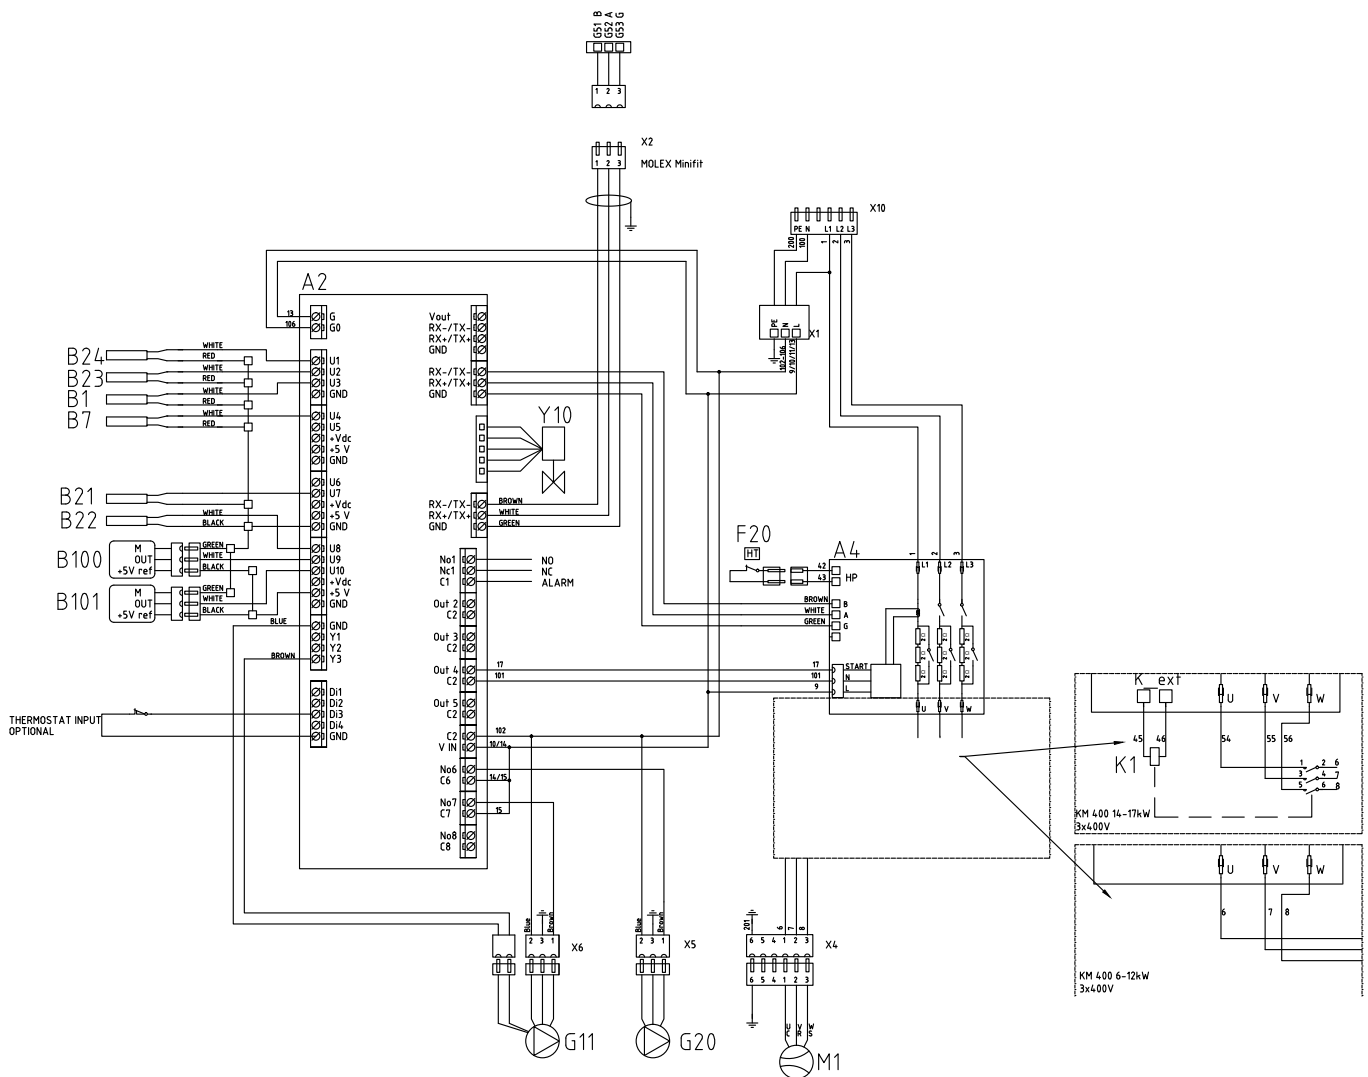 GS1 B
GS2 A
GS3 G
1 2 3
X2
1 2 3
MOLEX Minifit
X10
PE N L1 L2 L3
200
100
1
2
3
A2
13
G
106
G0
Vout
RX-/TX-
RX+/TX+
GND
PE
N
L
X1
102-106
9/10/11/13
B24
WHITE
RED
U1
B23
WHITE
RED
U2
B1
WHITE
RED
U3
GND
B7
WHITE
RED
U4
U5
+Vdc
+5 V
GND
RX-/TX-
RX+/TX+
GND
Y10
B21
U6
U7
+Vdc
B22
WHITE
BLACK
+5 V
GND
RX-/TX-
RX+/TX+
GND
BROWN
WHITE
GREEN
B100
M
OUT
+5V ref
GREEN
WHITE
BLACK
U8
U9
U10
+Vdc
B101
M
OUT
+5V ref
GREEN
WHITE
BLACK
+5 V
GND
BLUE
GND
Y1
Y2
BROWN
Y3
No1
Nc1
C1
NO
NC
ALARM
Out 2
C2
Out 3
C2
Out 4
C2
17
101
Out 5
C2
C2
102
V IN
10/14
No6
C6
14/15
No7
C7
15
No8
C8
THERMOSTAT INPUT
OPTIONAL
Di1
Di2
Di3
Di4
GND
F20
HT
A4
42
43
HP
1
2
3
L1 L2 L3
BROWN B
WHITE A
GREEN G
17 START
101 N
9 L
U V W
K_ext
U V W
45 46 54 55 56
K1
1 2 6
3 4 7
5 6 8
KM 400 14-17kW
3x400V
U V W
6 7 8
KM 400 6-12kW
3x400V
Blue
Brown
2 3 1
X6
G11
Blue
Brown
2 3 1
X5
G20
201
6
7
8
6 5 4 1 2 3
X4
6 5 4 1 2 3
U V W
C R S
M1